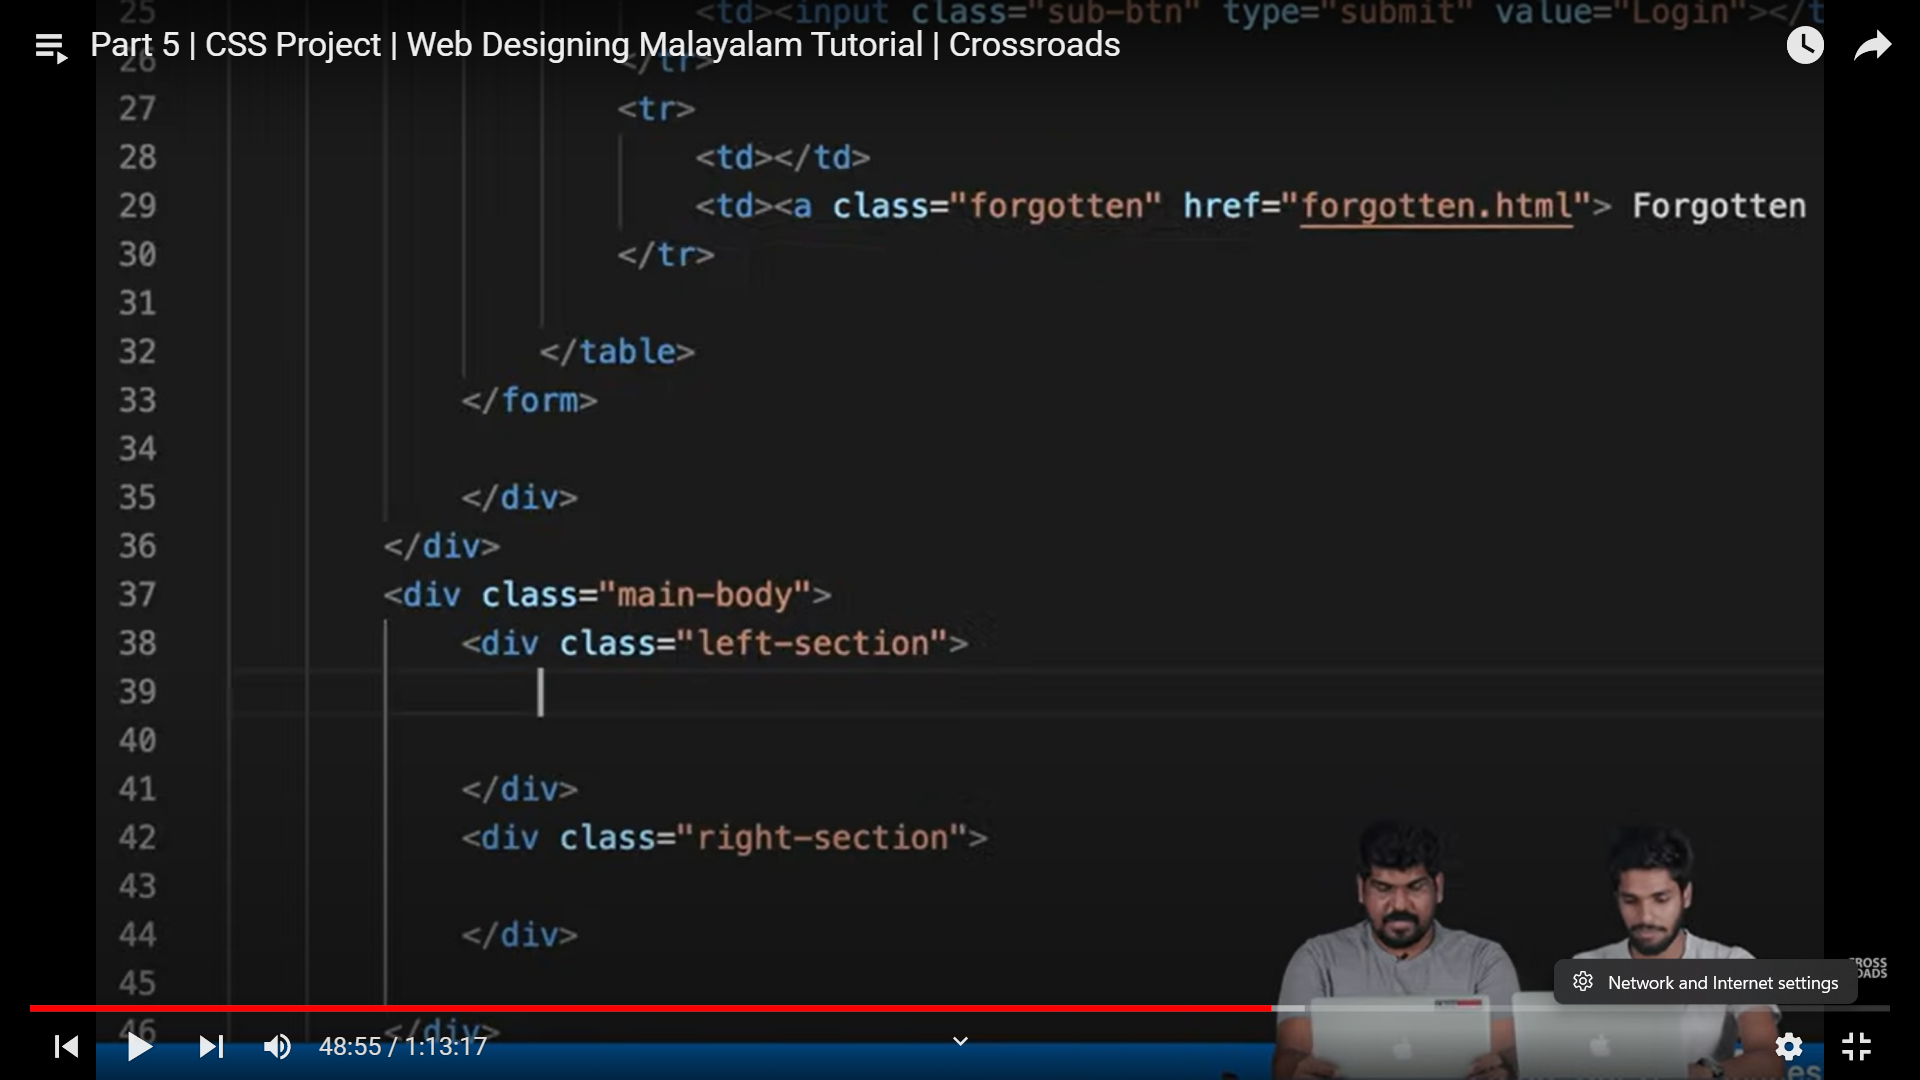 25 <td><input class="sub-btn" type="submit" value="Login"></t
Part 5 | CSS Project | Web Designing Malayalam Tutorial | Crossroads
26 </tr>
27 <tr>
28 <td></td>
29 <td><a class="forgotten" href="forgotten.html"> Forgotten
30 </tr>
31
32 </table>
33 </form>
34
35 </div>
36 </div>
37 <div class="main-body">
38 <div class="left-section">
39
40
41 </div>
42 <div class="right-section">
43
44 </div>
CROSS
ROADS
Network and Internet settings
45
46 </div>
48:55 / 1:13:17